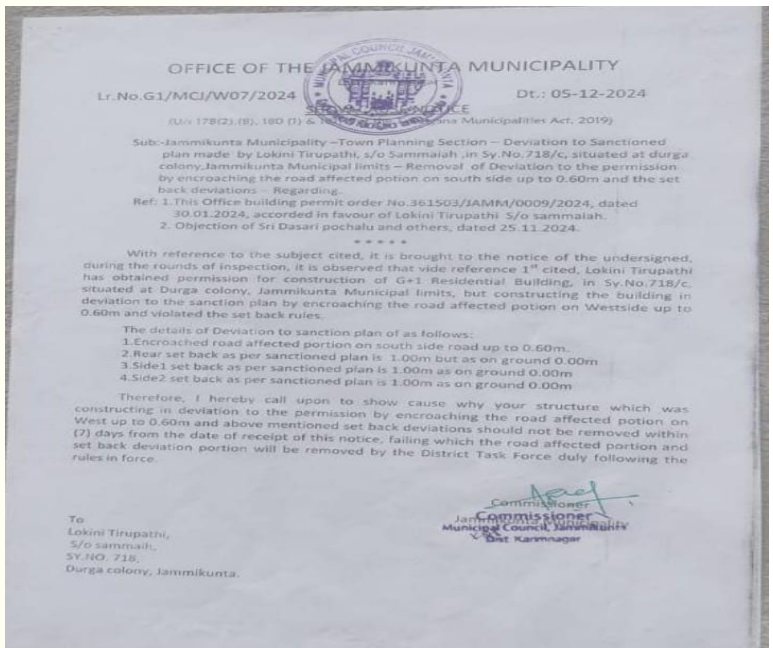 OFFICE OF THE JAMMIKUNTA MUNICIPALITY
MUNICIPAL COUNCIL JAMMIKUNTA
Lr.No.G1/MCJ/W07/2024 Dt.: 05-12-2024
NOTICE
(U/s 178(2),(8), 180 (1) & Municipalities Act, 2019)
Sub:-Jammikunta Municipality –Town Planning Section – Deviation to Sanctioned
plan made by Lokini Tirupathi, s/o Sammaiah ,in Sy.No.718/c, situated at durga
colony,Jammikunta Municipal limits – Removal of Deviation to the permission
by encroaching the road affected potion on south side up to 0.60m and the set
back deviations – Regarding.
Ref: 1.This Office building permit order No.361503/JAMM/0009/2024, dated
30.01.2024, accorded in favour of Lokini Tirupathi S/o sammaiah.
2. Objection of Sri Dasari pochalu and others, dated 25.11.2024.
* * * * *
With reference to the subject cited, it is brought to the notice of the undersigned,
during the rounds of inspection, it is observed that vide reference 1st cited, Lokini Tirupathi
has obtained permission for construction of G+1 Residential Building, in Sy.No.718/c,
situated at Durga colony, Jammikunta Municipal limits, but constructing the building in
deviation to the sanction plan by encroaching the road affected potion on Westside up to
0.60m and violated the set back rules.
The details of Deviation to sanction plan of as follows:
1.Encroached road affected portion on south side road up to 0.60m.
2.Rear set back as per sanctioned plan is 1.00m but as on ground 0.00m
3.Side1 set back as per sanctioned plan is 1.00m as on ground 0.00m
4.Side2 set back as per sanctioned plan is 1.00m as on ground 0.00m
Therefore, I hereby call upon to show cause why your structure which was
constructing in deviation to the permission by encroaching the road affected potion on
West up to 0.60m and above mentioned set back deviations should not be removed within
(7) days from the date of receipt of this notice, failing which the road affected portion and
set back deviation portion will be removed by the District Task Force duly following the
rules in force.
Commissioner
Jammikunta Municipality
Commissioner
Municipal Council, Jammikunta
Dist Karimnagar
To
Lokini Tirupathi,
S/o sammaih,
SY.NO. 718,
Durga colony, Jammikunta.